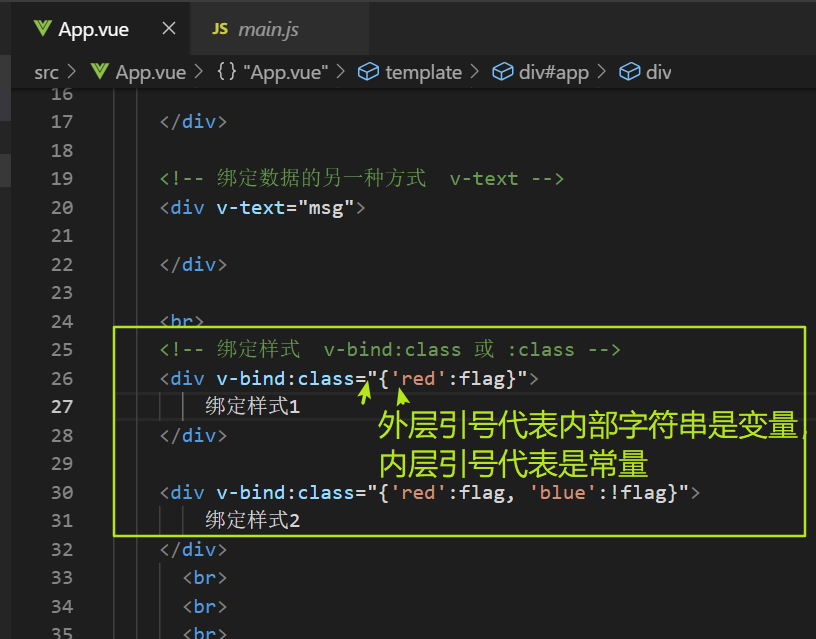 App.vue
JS main.js
src > App.vue > {} "App.vue" > template > div#app > div
16
17 </div>
18
19 <!-- 绑定数据的另一种方式 v-text -->
20 <div v-text="msg">
21
22 </div>
23
24 <br>
25 <!-- 绑定样式 v-bind:class 或 :class -->
26 <div v-bind:class="{'red':flag}">
27 绑定样式1
外层引号代表内部字符串是变量,
28 </div>
29 内层引号代表是常量
30 <div v-bind:class="{'red':flag, 'blue':!flag}">
31 绑定样式2
32 </div>
33 <br>
34 <br>
35 <br>